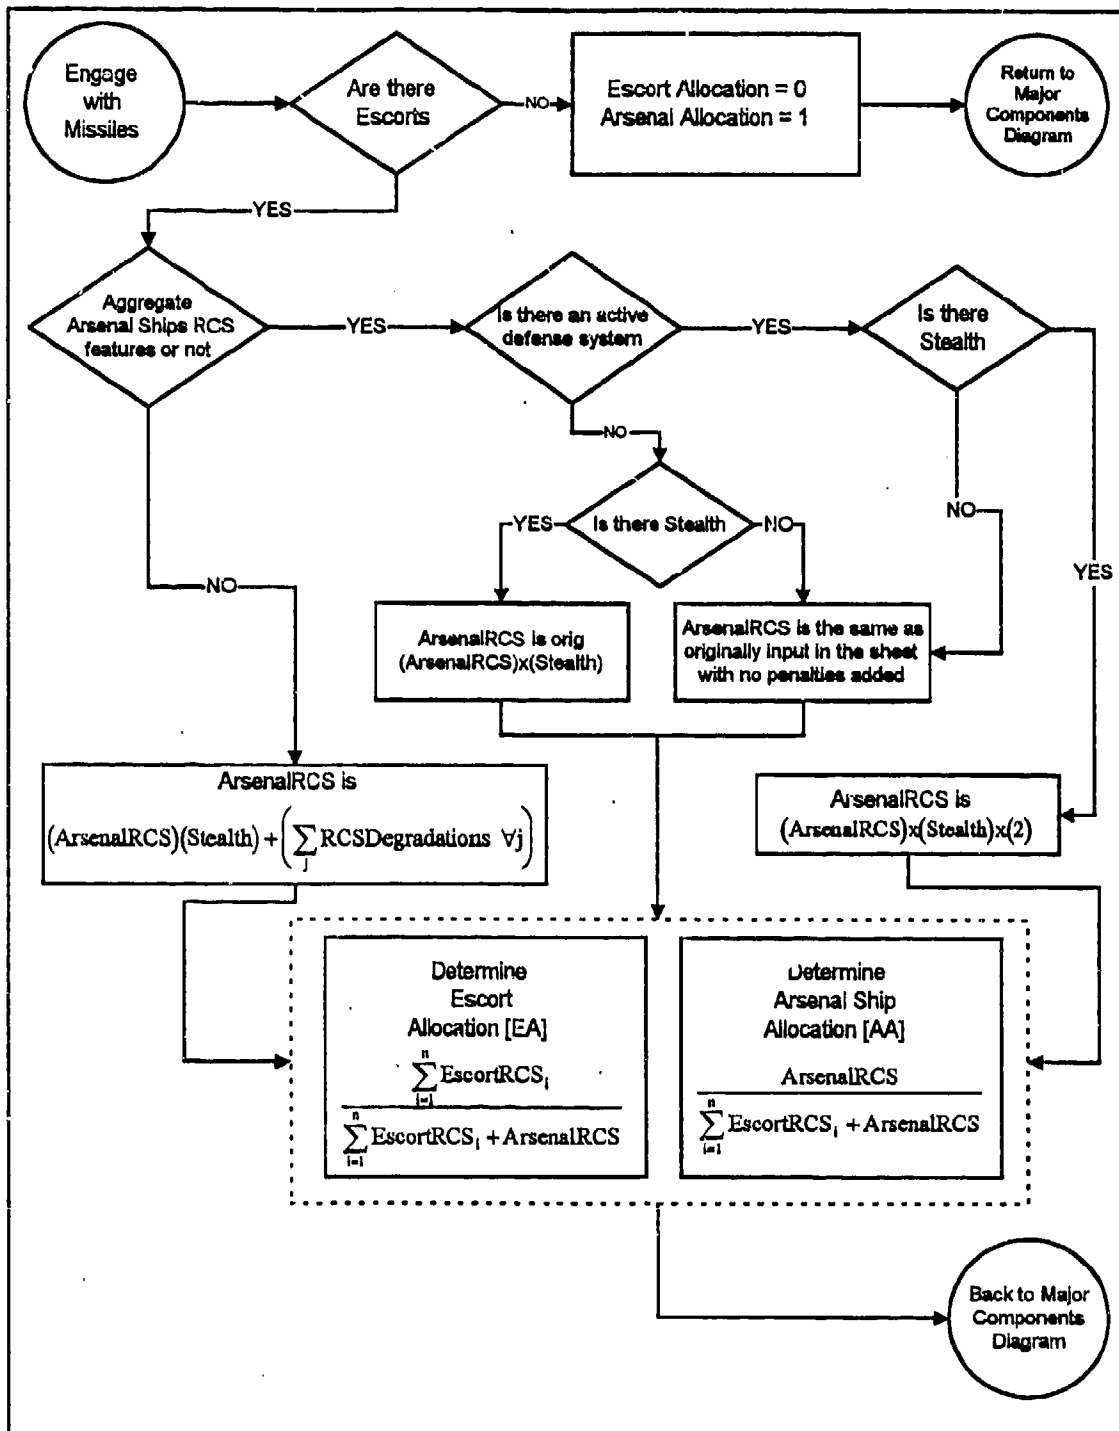 Engage
with
Missiles
Are there
Escorts
NO
Escort Allocation = 0
Arsenal Allocation = 1
Return to
Major
Components
Diagram
YES
Aggregate
Arsenal Ships RCS
features or not
YES
Is there an active
defense system
YES
Is there
Stealth
NO
YES
Is there Stealth
NO
NO
YES
NO
ArsenalRCS is orig
(ArsenalRCS)x(Stealth)
ArsenalRCS is the same as
originally input in the sheet
with no penalties added
ArsenalRCS is
(ArsenalRCS)(Stealth) + (∑ⱼ RCSDegradations ∀j)
ArsenalRCS is
(ArsenalRCS)x(Stealth)x(2)
Determine
Escort
Allocation [EA]
n
∑ EscortRCS i
i=1
n
∑ EscortRCS i + ArsenalRCS
i=1
Determine
Arsenal Ship
Allocation [AA]
ArsenalRCS
n
∑ EscortRCS i + ArsenalRCS
i=1
Back to Major
Components
Diagram